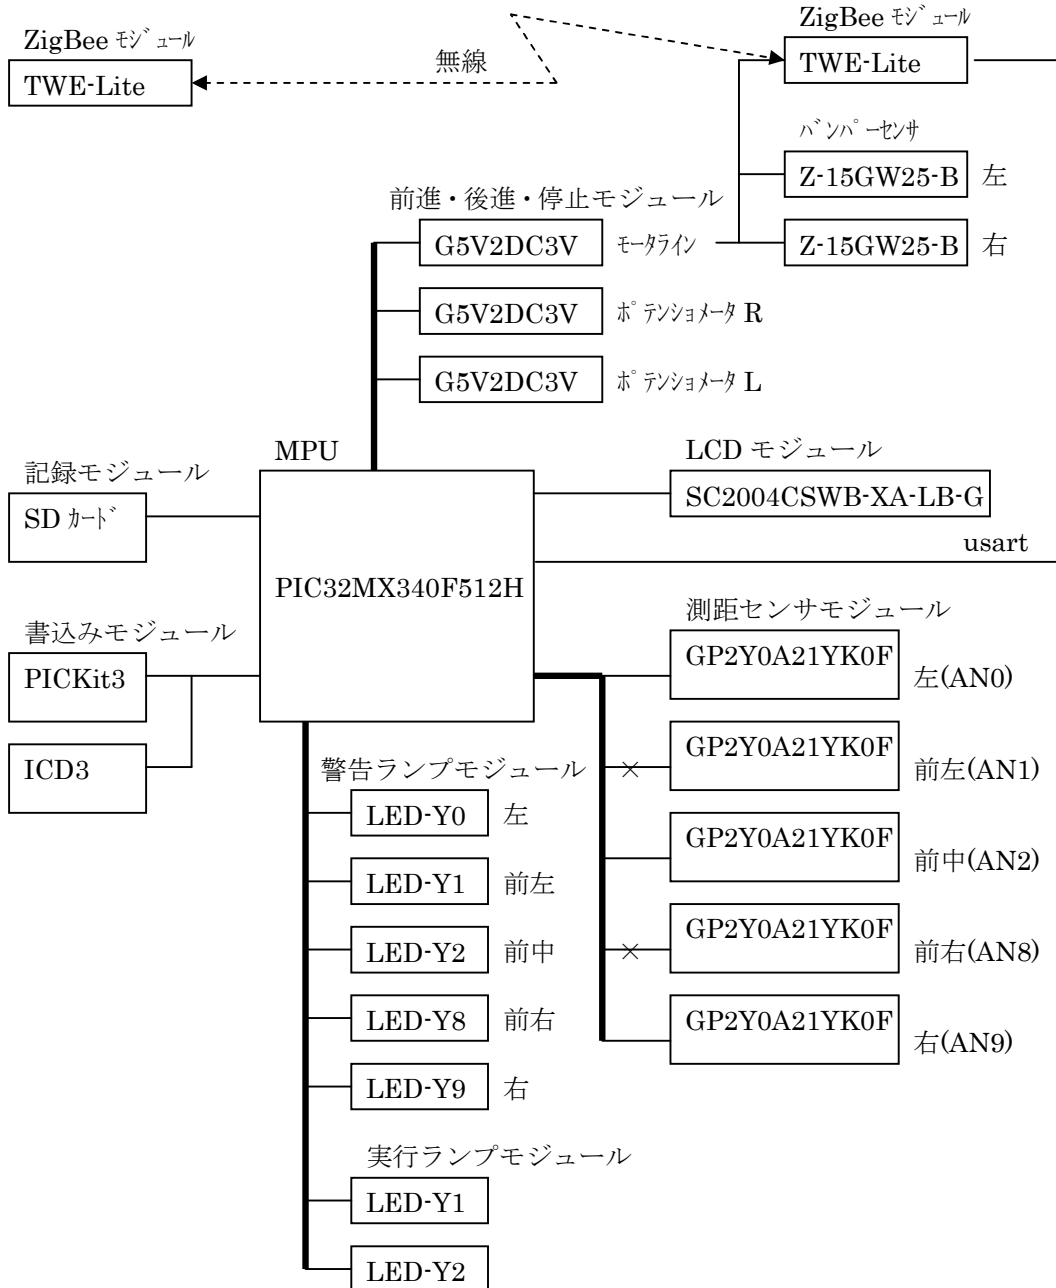 ZigBee ﾓｼﾞｭｰﾙ
TWE-Lite
無線
ZigBee ﾓｼﾞｭｰﾙ
TWE-Lite
ﾊﾞﾝﾊﾟｰｾﾝｻ
Z-15GW25-B 左
Z-15GW25-B 右
前進・後進・停止モジュール
G5V2DC3V ﾓｰﾀﾗｲﾝ
G5V2DC3V ﾎﾟﾃﾝｼｮﾒｰﾀ R
G5V2DC3V ﾎﾟﾃﾝｼｮﾒｰﾀ L
MPU
PIC32MX340F512H
記録モジュール
SD ｶｰﾄﾞ
書込みモジュール
PICKit3
ICD3
LCD モジュール
SC2004CSWB-XA-LB-G
usart
測距センサモジュール
GP2Y0A21YK0F 左(AN0)
GP2Y0A21YK0F 前左(AN1)
GP2Y0A21YK0F 前中(AN2)
GP2Y0A21YK0F 前右(AN8)
GP2Y0A21YK0F 右(AN9)
警告ランプモジュール
LED-Y0 左
LED-Y1 前左
LED-Y2 前中
LED-Y8 前右
LED-Y9 右
実行ランプモジュール
LED-Y1
LED-Y2